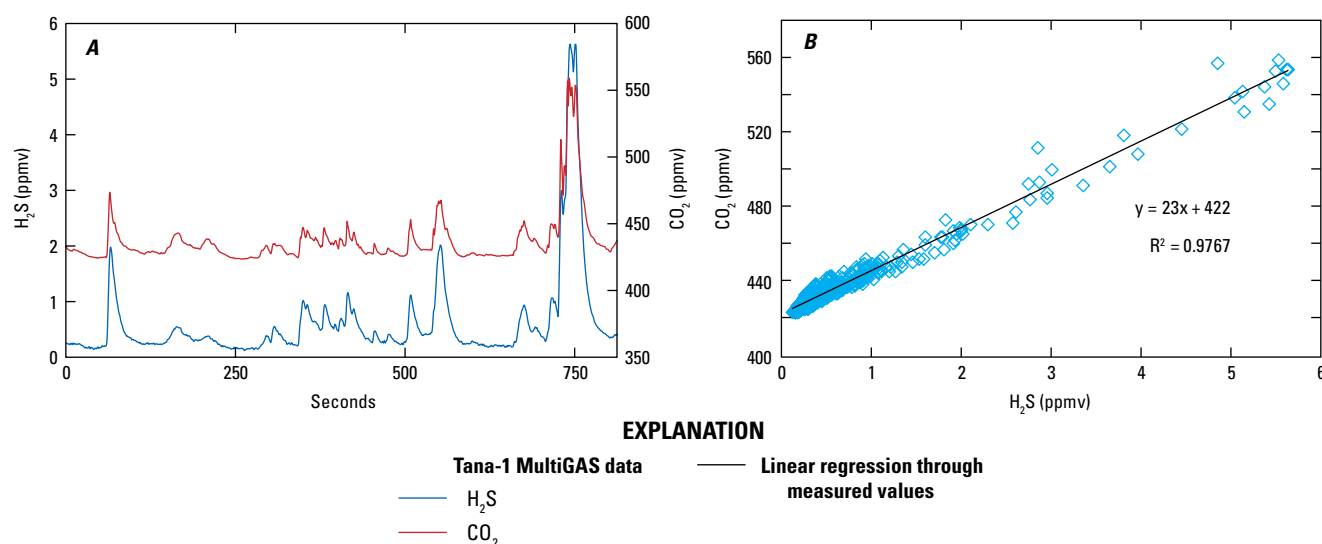 A
6
5
4
3
2
1
0
H₂S (ppmv)
600
550
500
450
400
350
CO₂ (ppmv)
0 250 500 750
Seconds
B
560
520
480
440
400
CO₂ (ppmv)
y = 23x + 422
R² = 0.9767
0 1 2 3 4 5 6
H₂S (ppmv)
EXPLANATION
Tana-1 MultiGAS data
H₂S
CO₂
Linear regression through
measured values